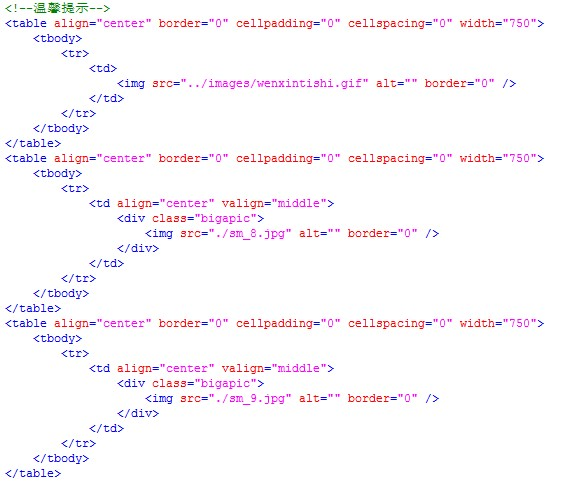 <!--温馨提示-->
<table align="center" border="0" cellpadding="0" cellspacing="0" width="750">
    <tbody>
        <tr>
            <td>
                <img src="../images/wenxintishi.gif" alt="" border="0" />
            </td>
        </tr>
    </tbody>
</table>
<table align="center" border="0" cellpadding="0" cellspacing="0" width="750">
    <tbody>
        <tr>
            <td align="center" valign="middle">
                <div class="bigapic">
                    <img src="./sm_8.jpg" alt="" border="0" />
                </div>
            </td>
        </tr>
    </tbody>
</table>
<table align="center" border="0" cellpadding="0" cellspacing="0" width="750">
    <tbody>
        <tr>
            <td align="center" valign="middle">
                <div class="bigapic">
                    <img src="./sm_9.jpg" alt="" border="0" />
                </div>
            </td>
        </tr>
    </tbody>
</table>